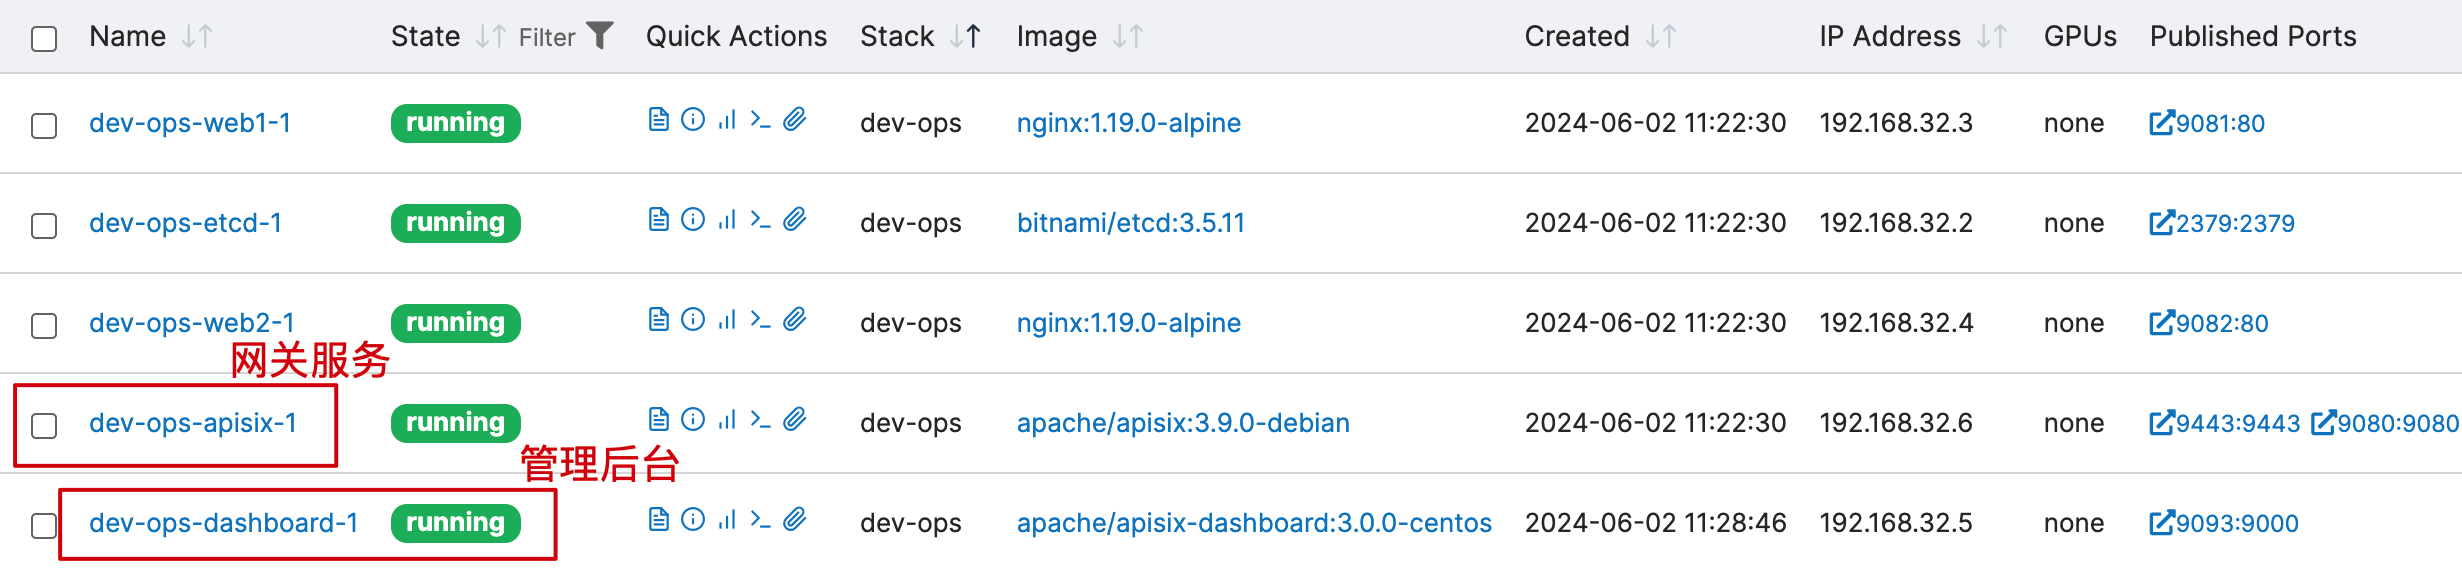 Name State Filter Quick Actions Stack Image Created IP Address GPUs Published Ports
dev-ops-web1-1 running dev-ops nginx:1.19.0-alpine 2024-06-02 11:22:30 192.168.32.3 none 9081:80
dev-ops-etcd-1 running dev-ops bitnami/etcd:3.5.11 2024-06-02 11:22:30 192.168.32.2 none 2379:2379
dev-ops-web2-1 running dev-ops nginx:1.19.0-alpine 2024-06-02 11:22:30 192.168.32.4 none 9082:80
网关服务
dev-ops-apisix-1 running dev-ops apache/apisix:3.9.0-debian 2024-06-02 11:22:30 192.168.32.6 none 9443:9443 9080:9080
管理后台
dev-ops-dashboard-1 running dev-ops apache/apisix-dashboard:3.0.0-centos 2024-06-02 11:28:46 192.168.32.5 none 9093:9000